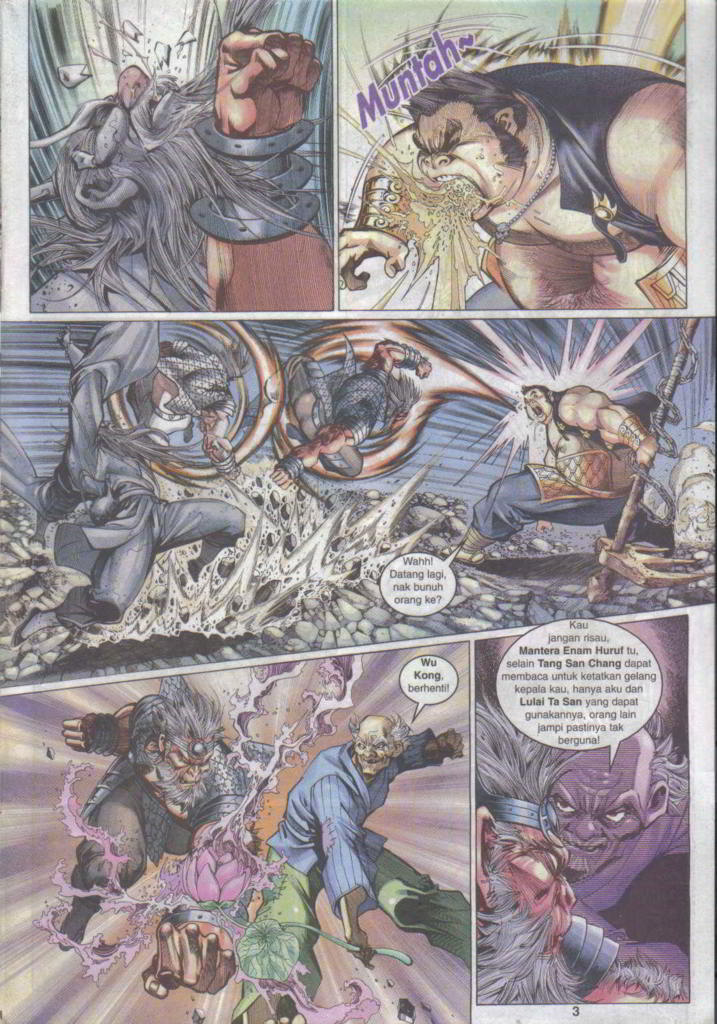 Muntah~
Wahh!
Datang lagi,
nak bunuh
orang ke?
Wu
Kong,
berhenti!
Kau
jangan risau,
Mantera Enam Huruf tu,
selain Tang San Chang dapat
membaca untuk ketatkan gelang
kepala kau, hanya aku dan
Lulai Ta San yang dapat
gunakannya, orang lain
jampi pastinya tak
berguna!
3